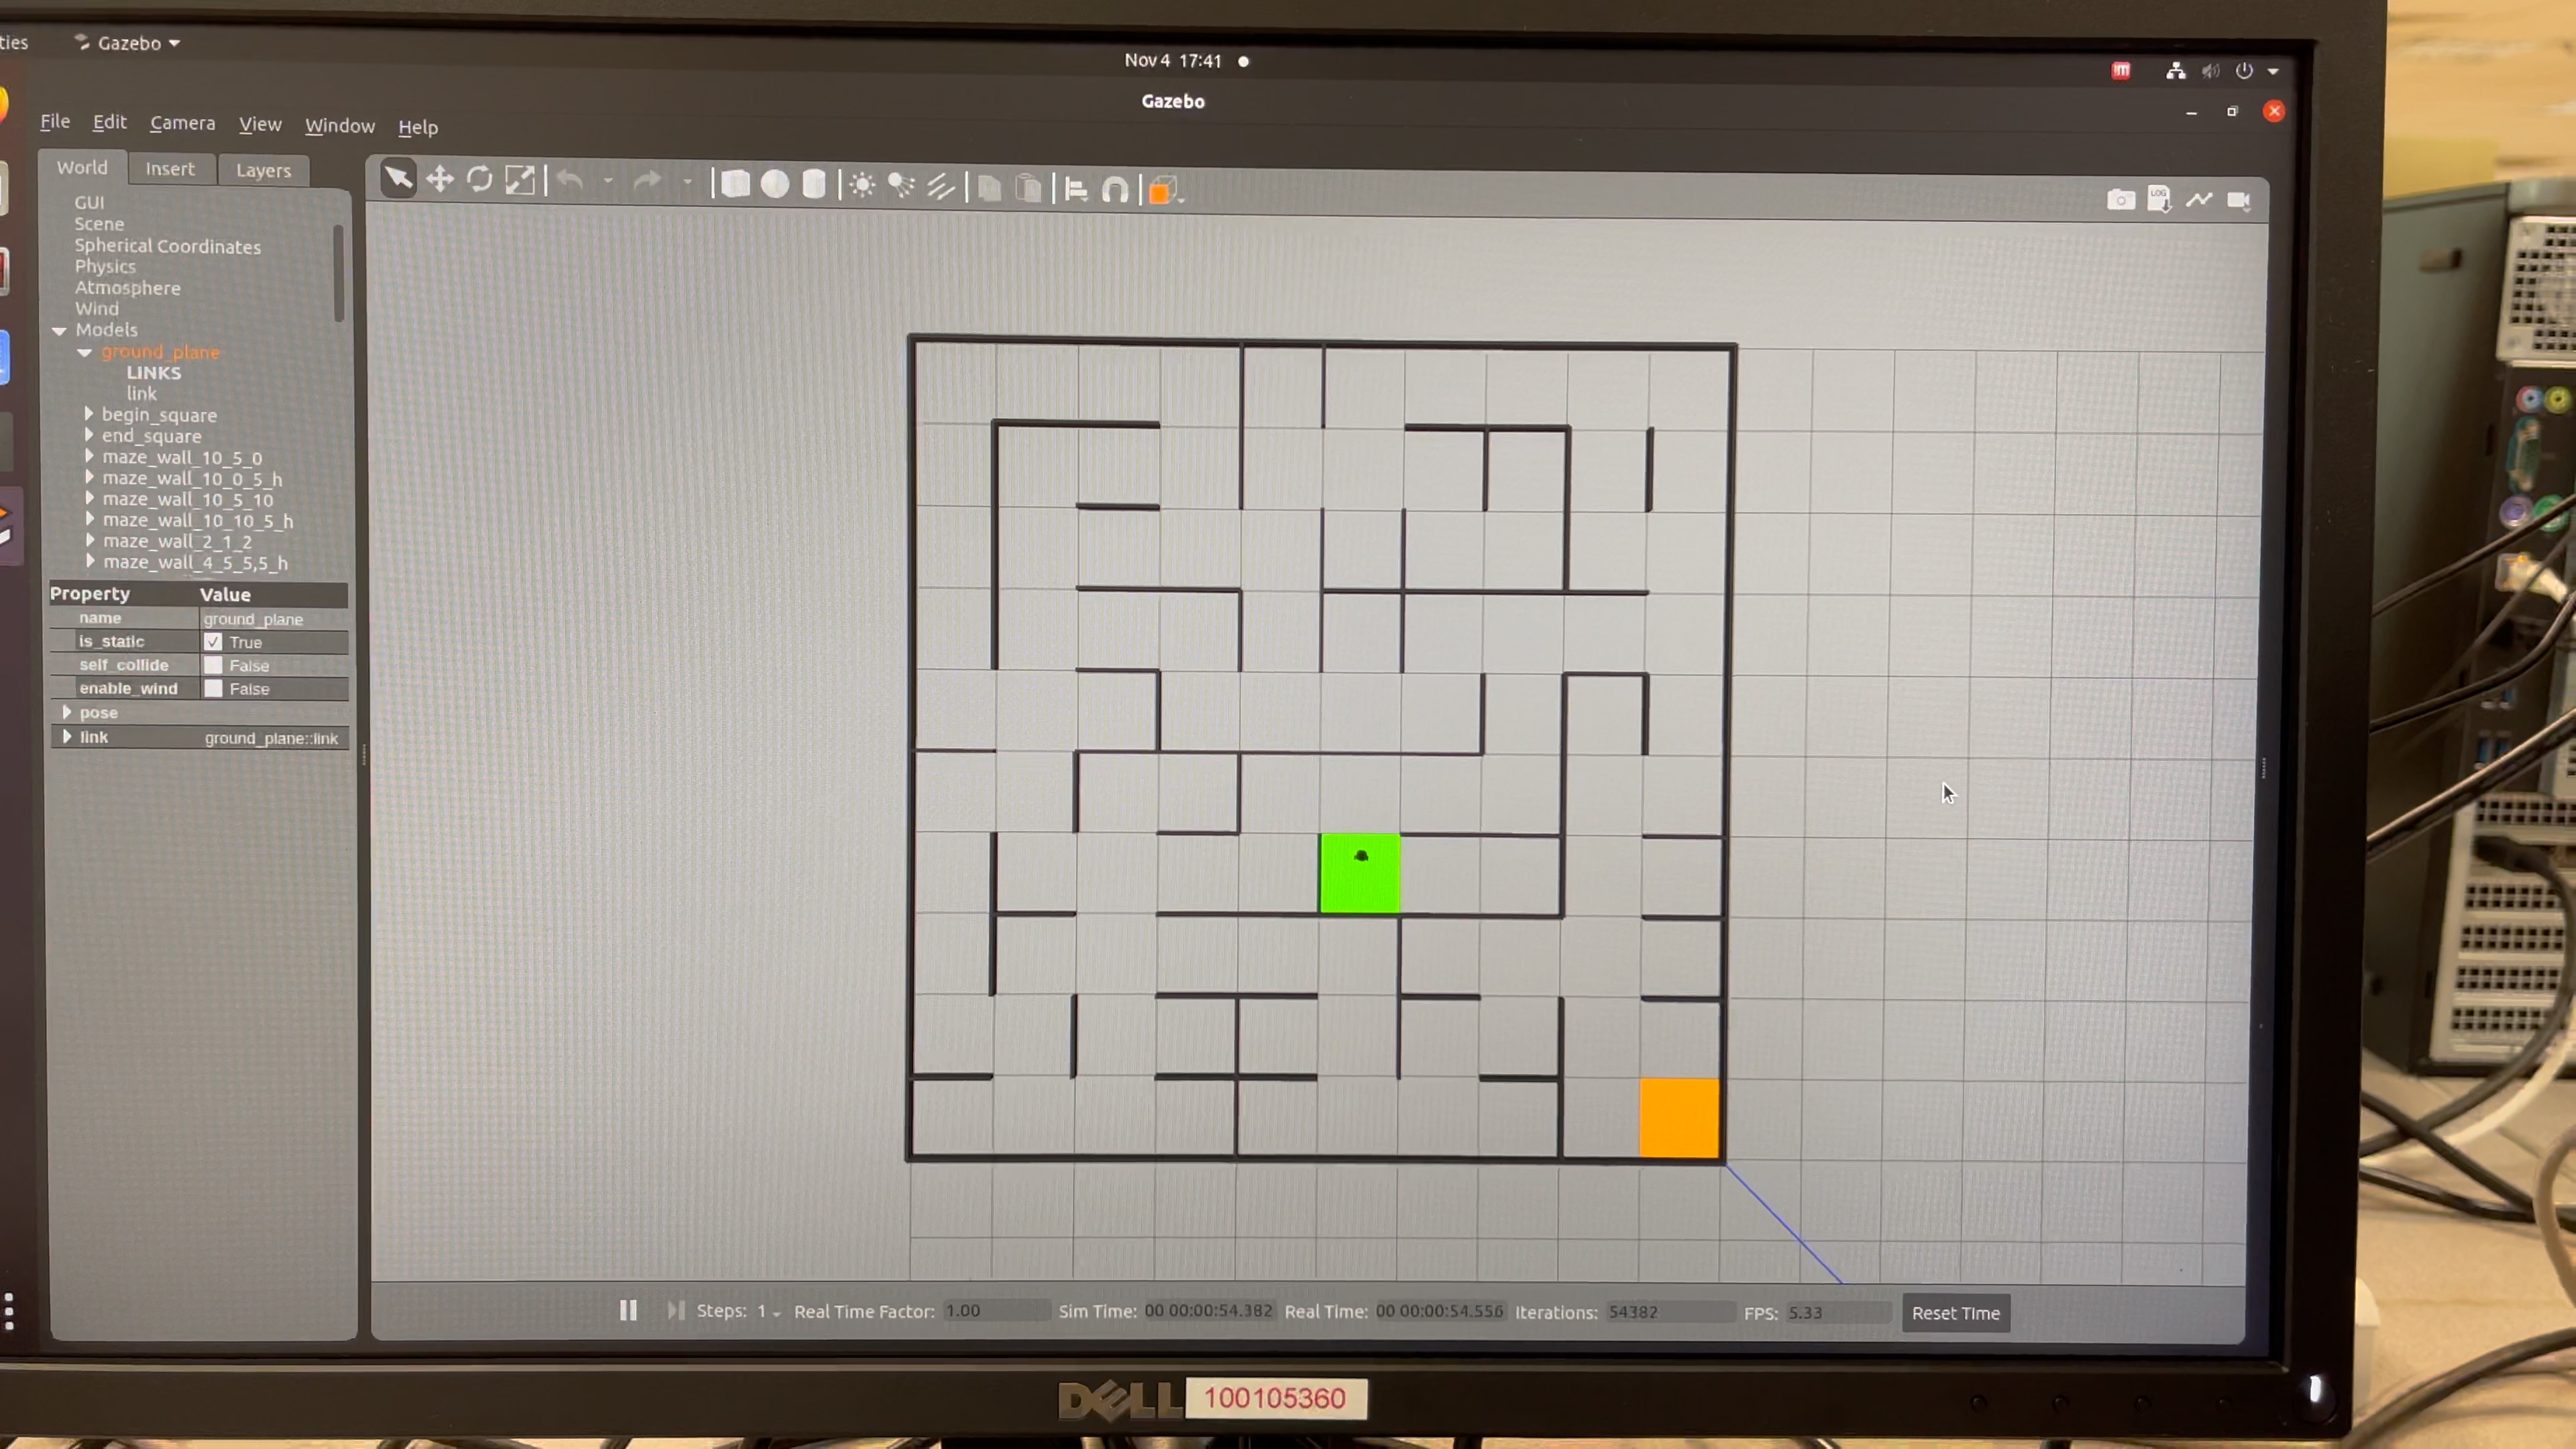 ties Gazebo Nov 4 17:41
Gazebo
File Edit Camera View Window Help
World Insert Layers
LOG
GUI
Scene
Spherical Coordinates
Physics
Atmosphere
Wind
Models
ground_plane
LINKS
link
begin_square
end_square
maze_wall_10_5_0
maze_wall_10_0_5_h
maze_wall_10_5_10
maze_wall_10_10_5_h
maze_wall_2_1_2
maze_wall_4_5_5,5_h
Property Value
name ground_plane
is_static True
self_collide False
enable_wind False
pose
link ground_plane::link
Steps: 1 Real Time Factor: 1.00 Sim Time: 00 00:00:54.382 Real Time: 00 00:00:54.556 Iterations: 54382 FPS: 5.33 Reset Time
DELL 100105360